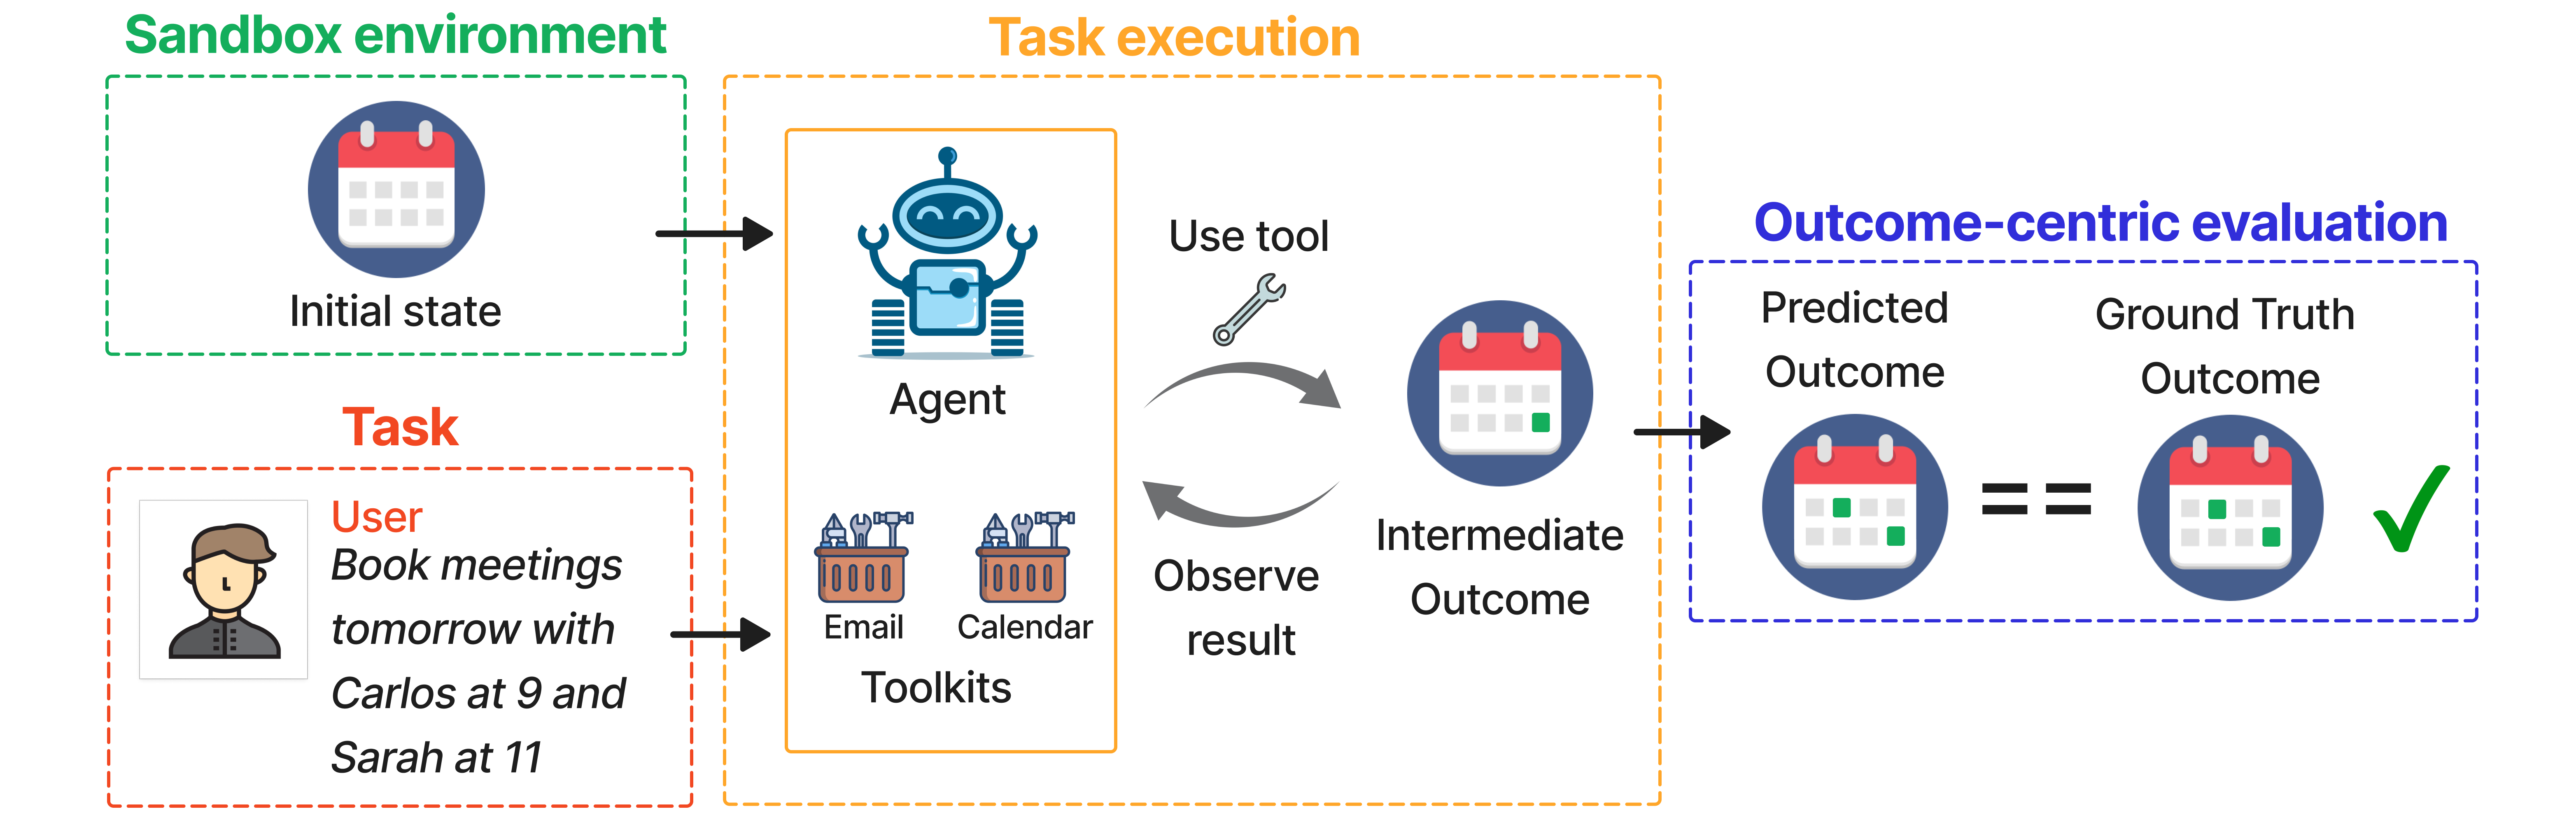 Sandbox environment
Initial state
Task
User
Book meetings
tomorrow with
Carlos at 9 and
Sarah at 11
Task execution
Agent
Email
Calendar
Toolkits
Use tool
Observe
result
Intermediate
Outcome
Outcome-centric evaluation
Predicted
Outcome
==
Ground Truth
Outcome